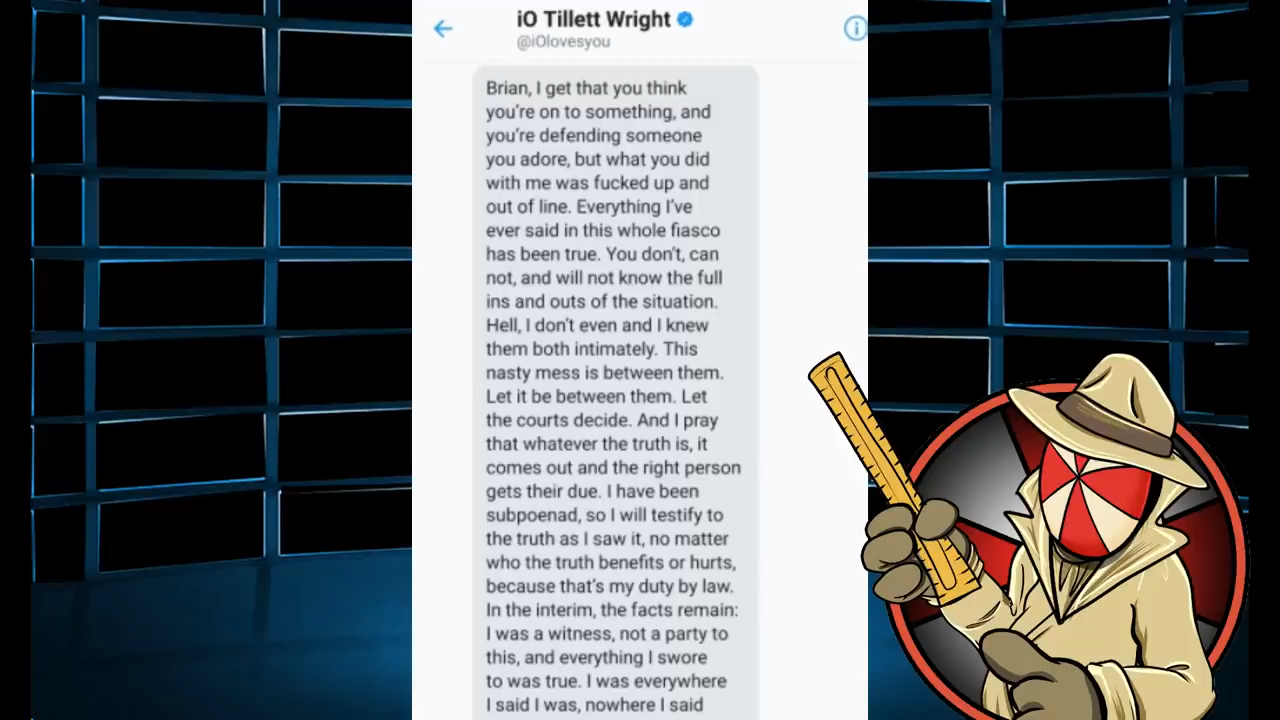 iO Tillett Wright
@iOlovesyou
Brian, I get that you think
you're on to something, and
you're defending someone
you adore, but what you did
with me was fucked up and
out of line. Everything I've
ever said in this whole fiasco
has been true. You don't, can
not, and will not know the full
ins and outs of the situation.
Hell, I don't even and I knew
them both intimately. This
nasty mess is between them.
Let it be between them. Let
the courts decide. And I pray
that whatever the truth is, it
comes out and the right person
gets their due. I have been
subpoenad, so I will testify to
the truth as I saw it, no matter
who the truth benefits or hurts,
because that's my duty by law.
In the interim, the facts remain:
I was a witness, not a party to
this, and everything I swore
to was true. I was everywhere
I said I was, nowhere I said